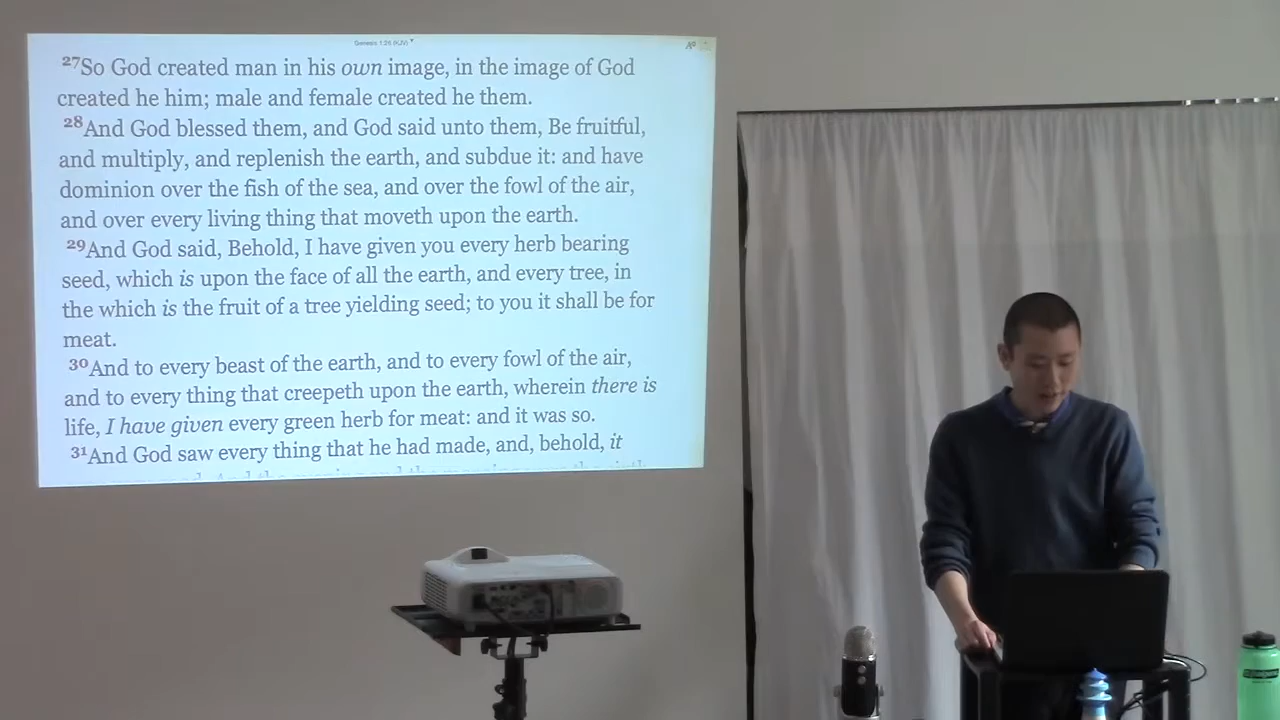 Genesis 1:26 (KJV)
27So God created man in his own image, in the image of God
created he him; male and female created he them.
28And God blessed them, and God said unto them, Be fruitful,
and multiply, and replenish the earth, and subdue it: and have
dominion over the fish of the sea, and over the fowl of the air,
and over every living thing that moveth upon the earth.
29And God said, Behold, I have given you every herb bearing
seed, which is upon the face of all the earth, and every tree, in
the which is the fruit of a tree yielding seed; to you it shall be for
meat.
30And to every beast of the earth, and to every fowl of the air,
and to every thing that creepeth upon the earth, wherein there is
life, I have given every green herb for meat: and it was so.
31And God saw every thing that he had made, and, behold, it